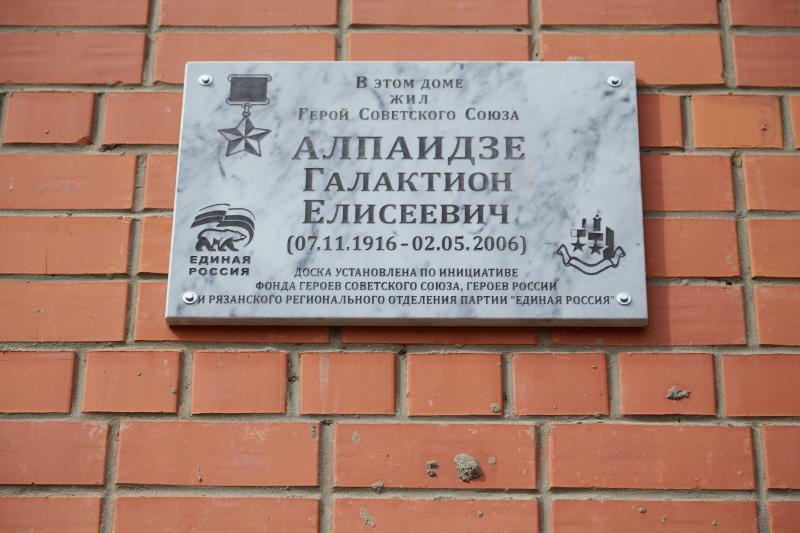 В этом доме
жил
Герой Советского Союза
АЛПАИДЗЕ
Галактион
Елисеевич
(07.11.1916 - 02.05.2006)
ЕДИНАЯ
РОССИЯ
ДОСКА УСТАНОВЛЕНА ПО ИНИЦИАТИВЕ
ФОНДА ГЕРОЕВ СОВЕТСКОГО СОЮЗА, ГЕРОЕВ РОССИИ
И РЯЗАНСКОГО РЕГИОНАЛЬНОГО ОТДЕЛЕНИЯ ПАРТИИ "ЕДИНАЯ РОССИЯ"